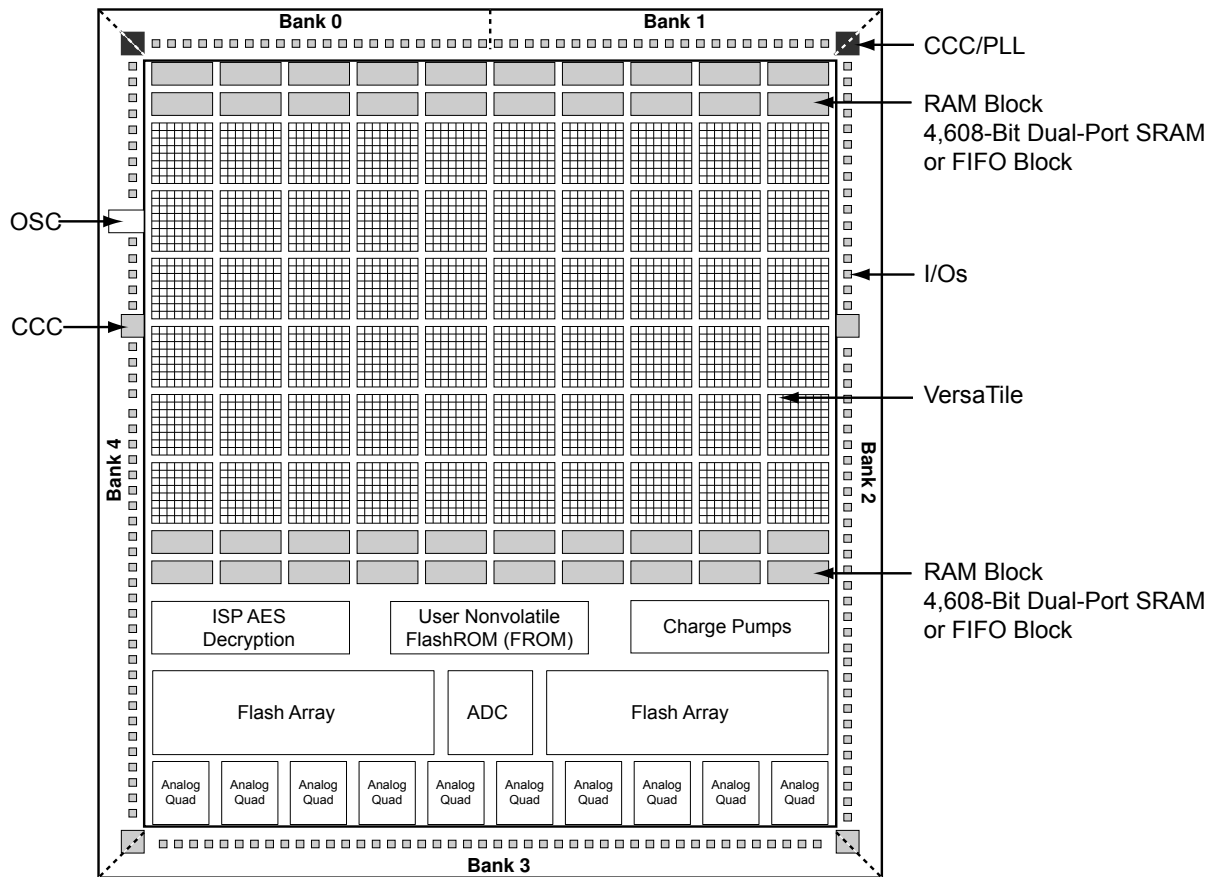 Bank 0
Bank 1
CCC/PLL
RAM Block
4,608-Bit Dual-Port SRAM
or FIFO Block
OSC
I/Os
CCC
VersaTile
Bank 4
Bank 2
RAM Block
4,608-Bit Dual-Port SRAM
or FIFO Block
ISP AES
Decryption
User Nonvolatile
FlashROM (FROM)
Charge Pumps
Flash Array
ADC
Flash Array
Analog
Quad
Analog
Quad
Analog
Quad
Analog
Quad
Analog
Quad
Analog
Quad
Analog
Quad
Analog
Quad
Analog
Quad
Analog
Quad
Bank 3